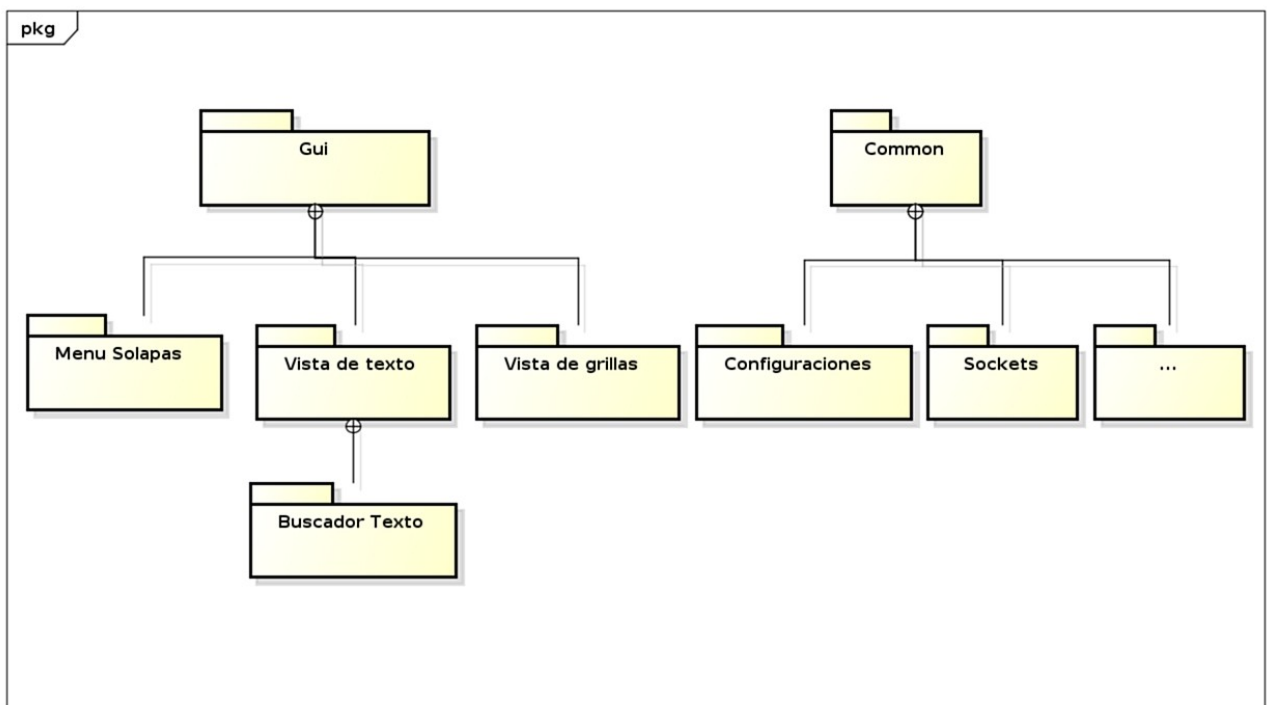 pkg
Gui
Common
Menu Solapas
Vista de texto
Vista de grillas
Configuraciones
Sockets
...
Buscador Texto